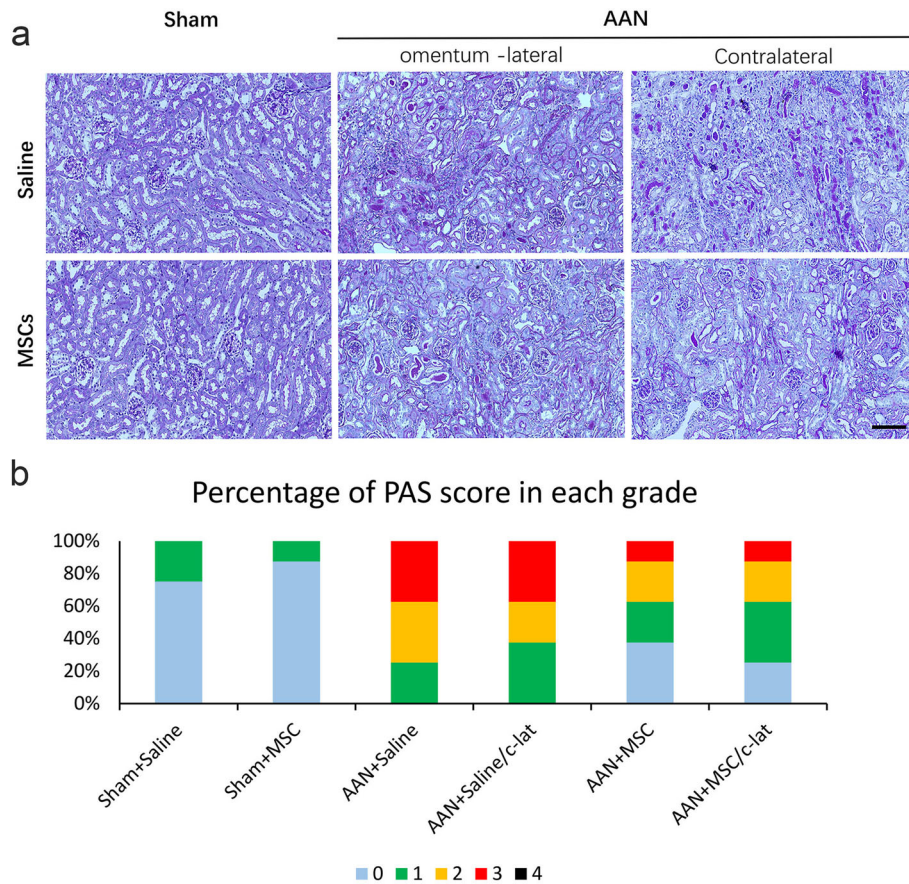 a
Sham
AAN
omentum -lateral
Contralateral
Saline
MSCs
b
Percentage of PAS score in each grade
100%
80%
60%
40%
20%
0%
Sham+Saline
Sham+MSC
AAN+Saline
AAN+Saline/c-lat
AAN+MSC
AAN+MSC/c-lat
0 1 2 3 4